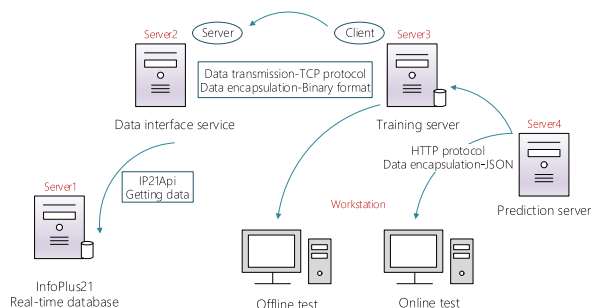 Server2
Server
Client
Server3
Data transmission-TCP protocol
Data encapsulation-Binary format
Data interface service
Training server
Server4
HTTP protocol
Data encapsulation-JSON
Server1
IP21Api
Getting data
Workstation
Prediction server
InfoPlus21
Real-time database
Offline test
Online test